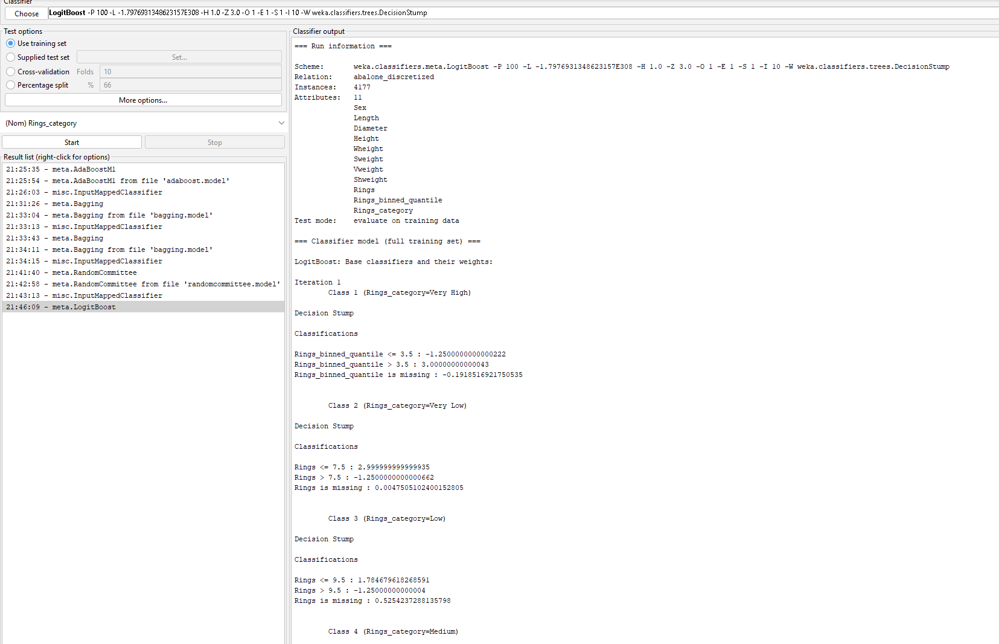 Classifier
Choose LogitBoost -P 100 -L -1.7976931348623157E308 -H 1.0 -Z 3.0 -O 1 -E 1 -S 1 -I 10 -W weka.classifiers.trees.DecisionStump
Test options
Use training set
Supplied test set Set...
Cross-validation Folds 10
Percentage split % 66
More options...
(Nom) Rings_category
Start Stop
Result list (right-click for options)
21:25:35 - meta.AdaBoostM1
21:25:54 - meta.AdaBoostM1 from file 'adaboost.model'
21:26:03 - misc.InputMappedClassifier
21:31:26 - meta.Bagging
21:33:04 - meta.Bagging from file 'bagging.model'
21:33:13 - misc.InputMappedClassifier
21:33:43 - meta.Bagging
21:34:11 - meta.Bagging from file 'bagging.model'
21:34:15 - misc.InputMappedClassifier
21:41:40 - meta.RandomCommittee
21:42:58 - meta.RandomCommittee from file 'randomcommittee.model'
21:43:13 - misc.InputMappedClassifier
21:46:09 - meta.LogitBoost
Classifier output
=== Run information ===
Scheme: weka.classifiers.meta.LogitBoost -P 100 -L -1.7976931348623157E308 -H 1.0 -Z 3.0 -O 1 -E 1 -S 1 -I 10 -W weka.classifiers.trees.DecisionStump
Relation: abalone_discretized
Instances: 4177
Attributes: 11
Sex
Length
Diameter
Height
Wheight
Sweight
Vweight
Shweight
Rings
Rings_binned_quantile
Rings_category
Test mode: evaluate on training data
=== Classifier model (full training set) ===
LogitBoost: Base classifiers and their weights:
Iteration 1
Class 1 (Rings_category=Very High)
Decision Stump
Classifications
Rings_binned_quantile <= 3.5 : -1.2500000000000222
Rings_binned_quantile > 3.5 : 3.00000000000043
Rings_binned_quantile is missing : -0.1918516921750535
Class 2 (Rings_category=Very Low)
Decision Stump
Classifications
Rings <= 7.5 : 2.999999999999935
Rings > 7.5 : -1.2500000000000662
Rings is missing : 0.0047505102400152805
Class 3 (Rings_category=Low)
Decision Stump
Classifications
Rings <= 9.5 : 1.784679618268591
Rings > 9.5 : -1.25000000000004
Rings is missing : 0.5254237288135798
Class 4 (Rings_category=Medium)